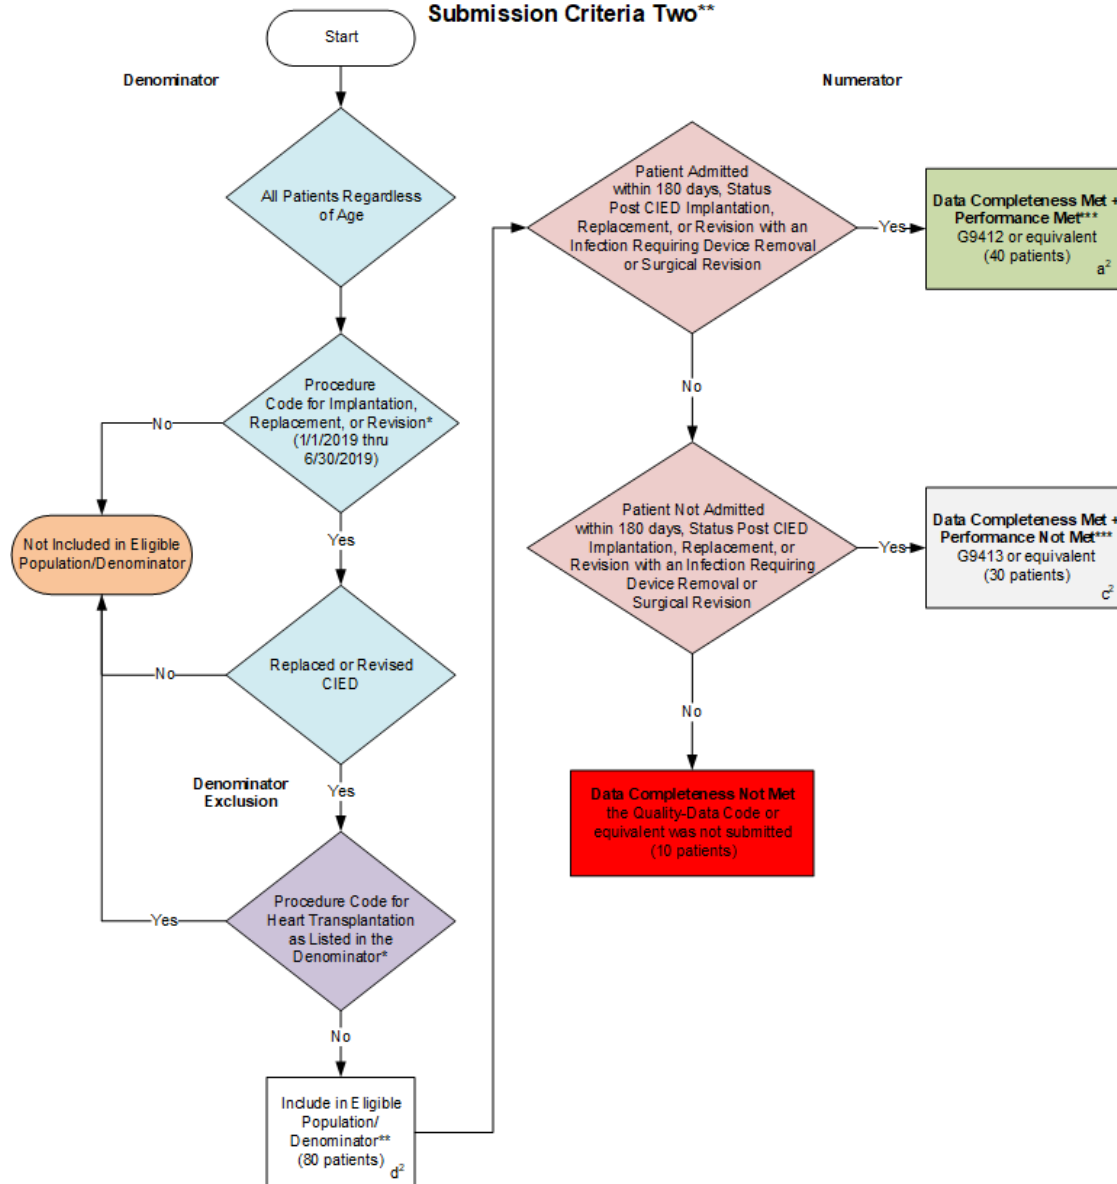 Submission Criteria Two**
Start
Denominator
All Patients Regardless
of Age
Procedure
Code for Implantation,
Replacement, or Revision*
(1/1/2019 thru
6/30/2019)
No
Not Included in Eligible
Population/Denominator
Yes
Replaced or Revised
CIED
No
Denominator
Exclusion
Yes
Procedure Code for
Heart Transplantation
as Listed in the
Denominator*
Yes
No
Include in Eligible
Population/
Denominator**
(80 patients)
d²
Numerator
Patient Admitted
within 180 days, Status
Post CIED Implantation,
Replacement, or Revision with an
Infection Requiring Device Removal
or Surgical Revision
Yes
Data Completeness Met +
Performance Met***
G9412 or equivalent
(40 patients)
a²
No
Patient Not Admitted
within 180 days, Status Post CIED
Implantation, Replacement, or
Revision with an Infection Requiring
Device Removal or
Surgical Revision
Yes
Data Completeness Met +
Performance Not Met***
G9413 or equivalent
(30 patients)
c²
No
Data Completeness Not Met
the Quality-Data Code or
equivalent was not submitted
(10 patients)